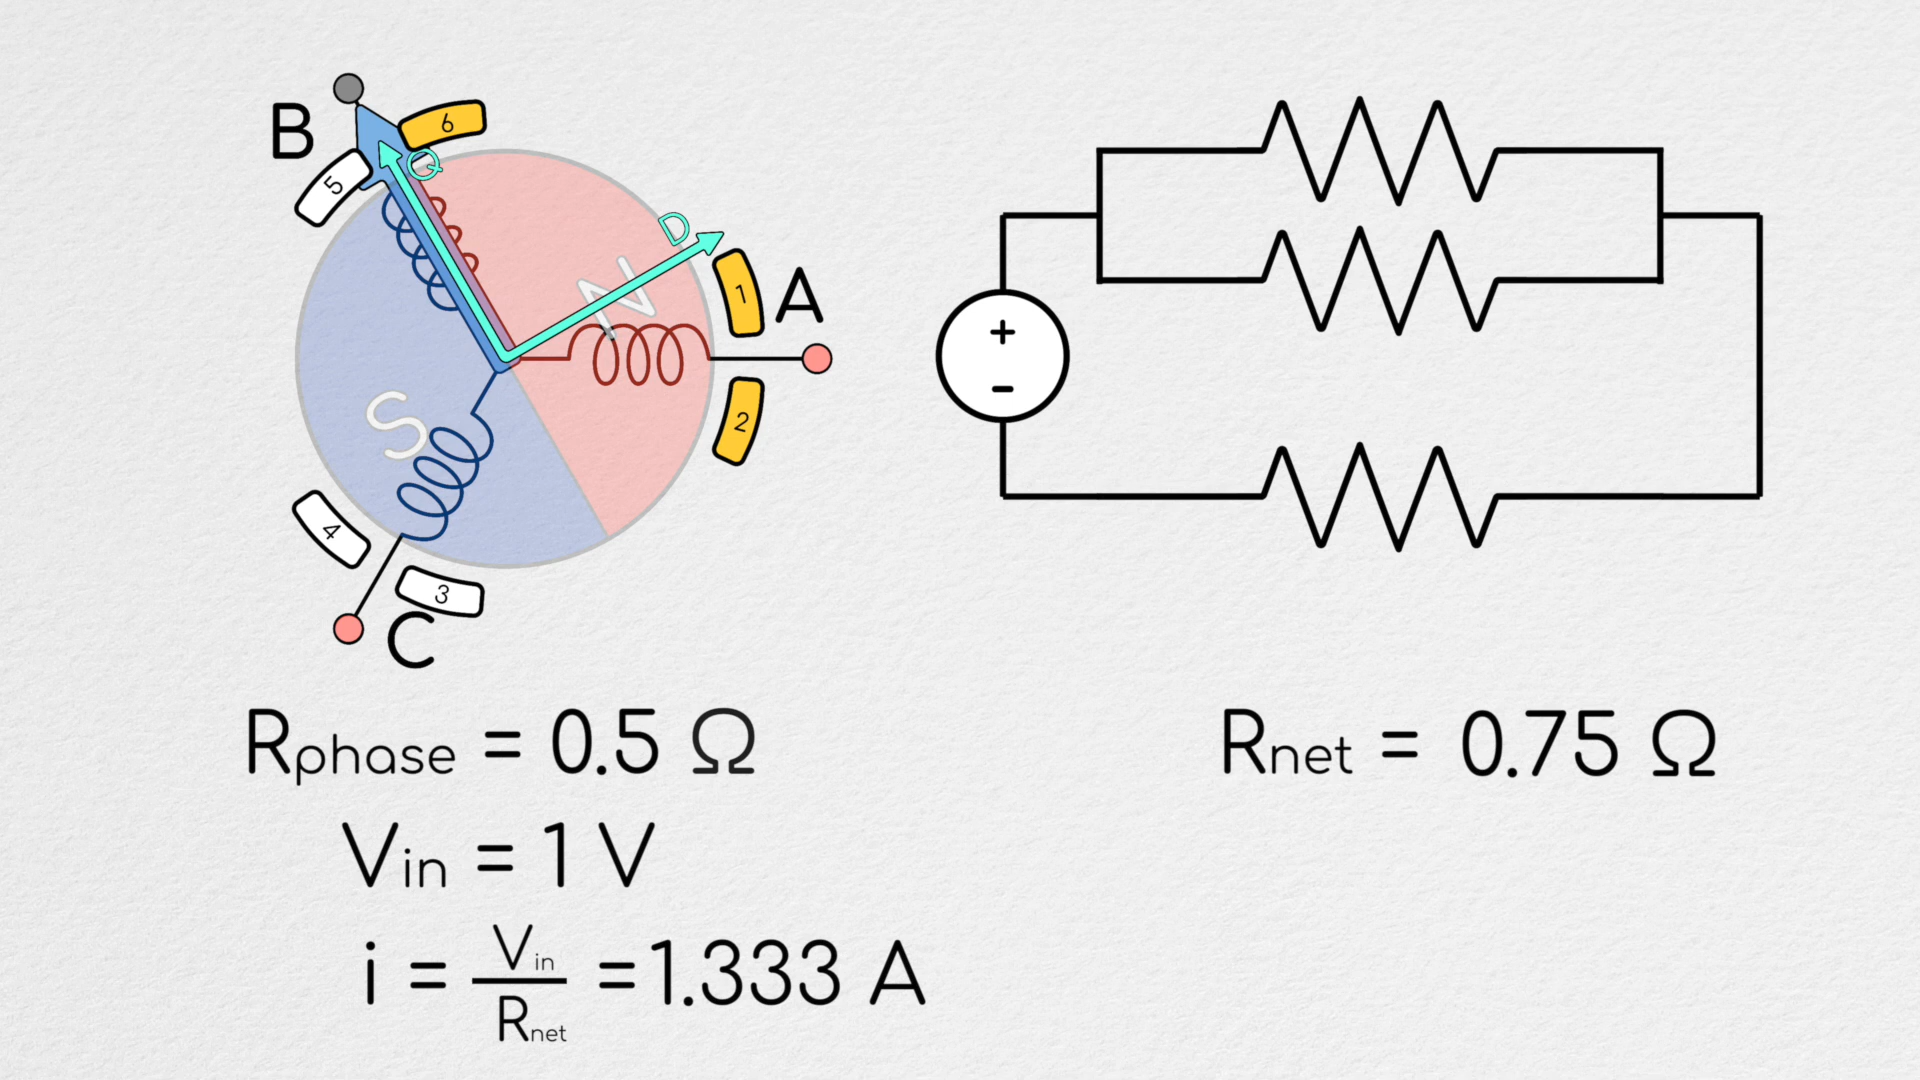 B
6
Q
5
D
N
1
A
S
2
4
3
C
+
-
Rphase = 0.5 Ω
Rnet = 0.75 Ω
Vin = 1 V
i = Vin / Rnet = 1.333 A